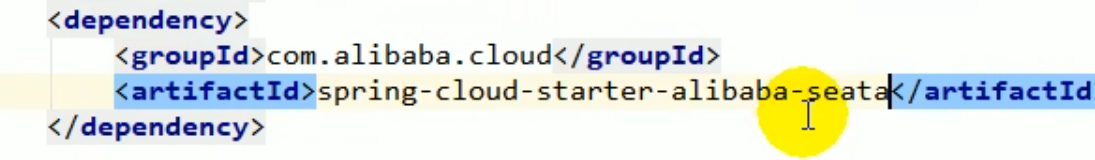 <dependency>
<groupId>com.alibaba.cloud</groupId>
<artifactId>spring-cloud-starter-alibaba-seata</artifactId
</dependency>